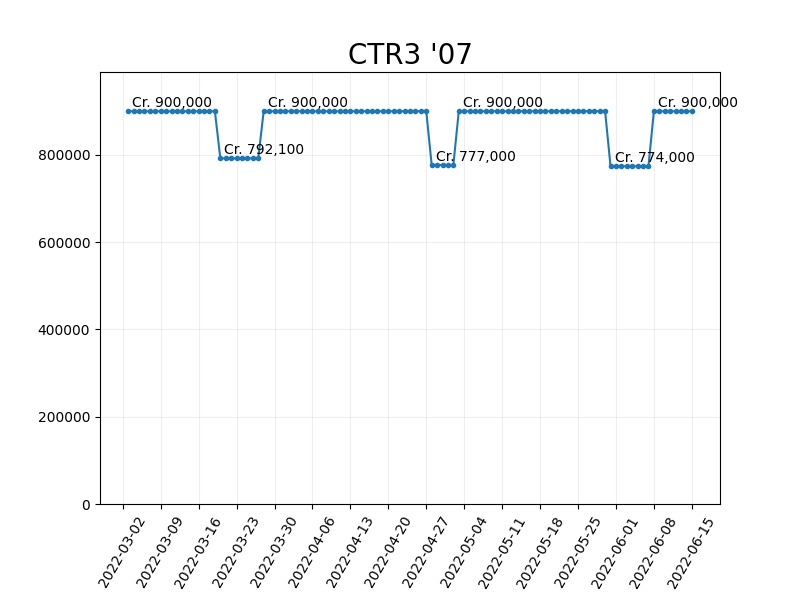 CTR3 '07
Cr. 900,000
Cr. 900,000
Cr. 900,000
Cr. 900,000
Cr. 792,100
Cr. 777,000
Cr. 774,000
800000
600000
400000
200000
0
2022-03-02
2022-03-09
2022-03-16
2022-03-23
2022-03-30
2022-04-06
2022-04-13
2022-04-20
2022-04-27
2022-05-04
2022-05-11
2022-05-18
2022-05-25
2022-06-01
2022-06-08
2022-06-15